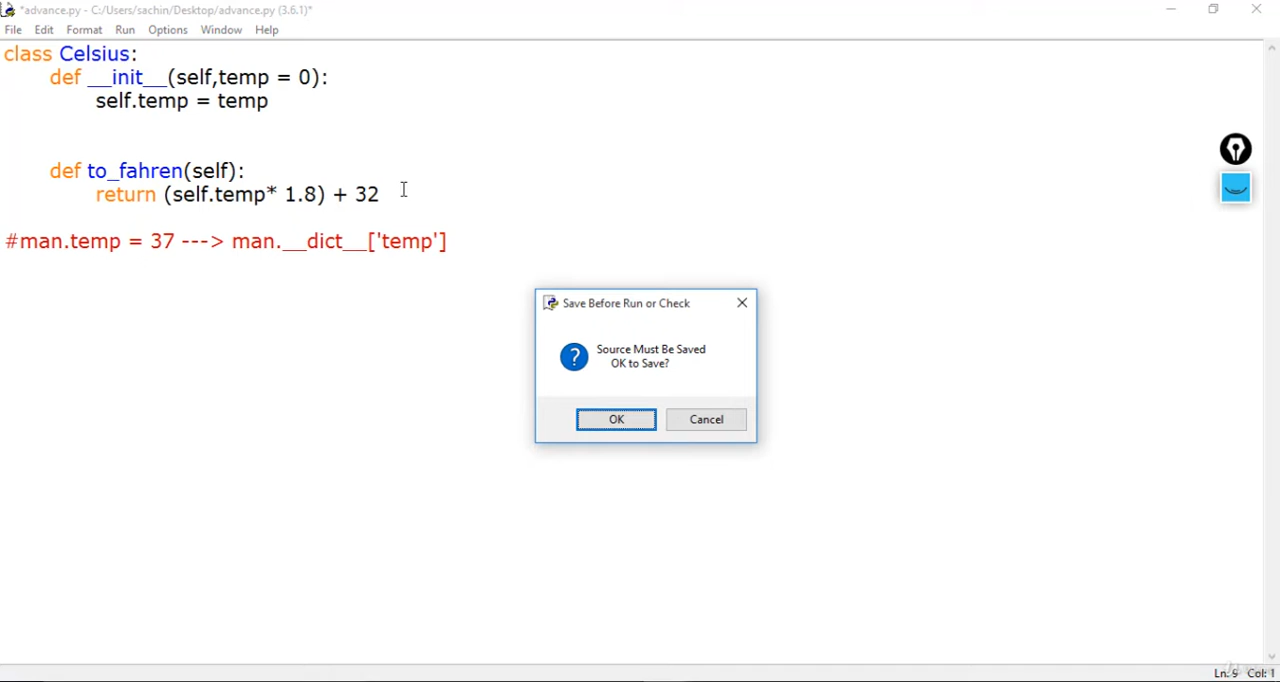 *advance.py - C:/Users/sachin/Desktop/advance.py (3.6.1)*
File Edit Format Run Options Window Help
class Celsius:
    def __init__(self,temp = 0):
        self.temp = temp
    def to_fahren(self):
        return (self.temp* 1.8) + 32
#man.temp = 37 ---> man.__dict__['temp']
Save Before Run or Check
Source Must Be Saved
OK to Save?
OK Cancel
Ln: 9 Col: 1